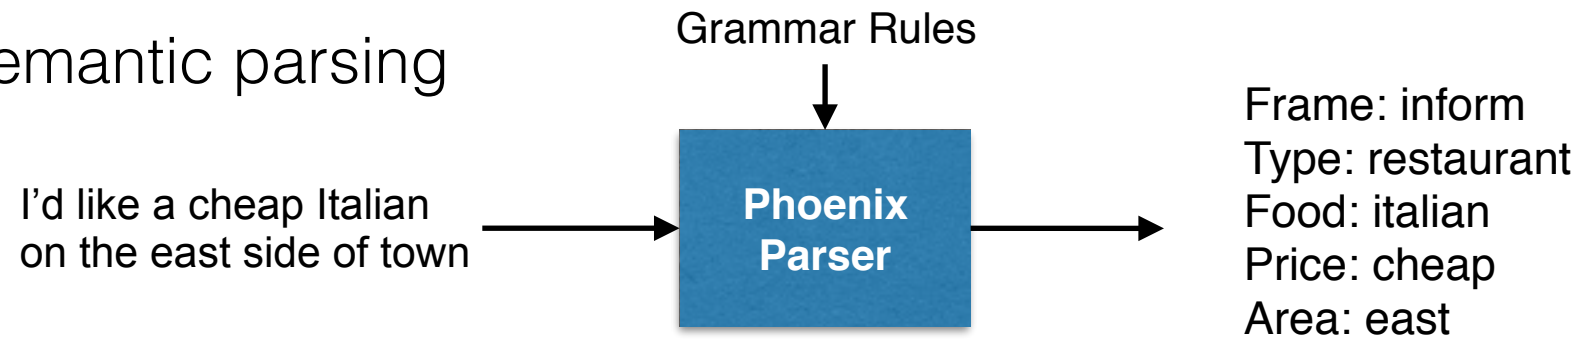 emantic parsing
Grammar Rules
I’d like a cheap Italian
on the east side of town
Phoenix
Parser
Frame: inform
Type: restaurant
Food: italian
Price: cheap
Area: east